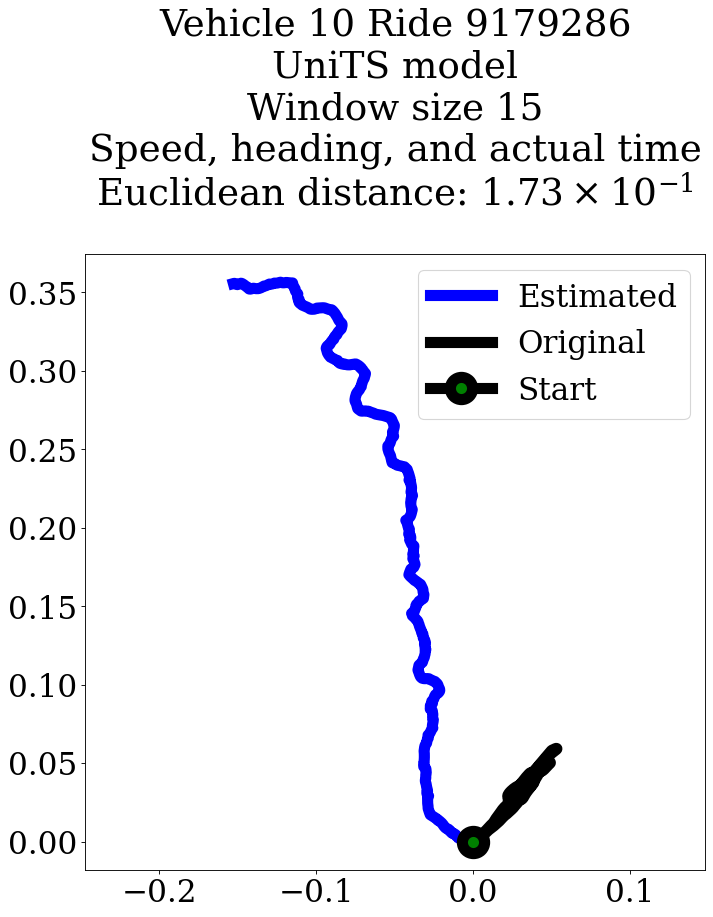 Vehicle 10 Ride 9179286
UniTS model
Window size 15
Speed, heading, and actual time
Euclidean distance: 1.73 × 10⁻¹
Estimated
Original
Start
0.35
0.30
0.25
0.20
0.15
0.10
0.05
0.00
−0.2
−0.1
0.0
0.1